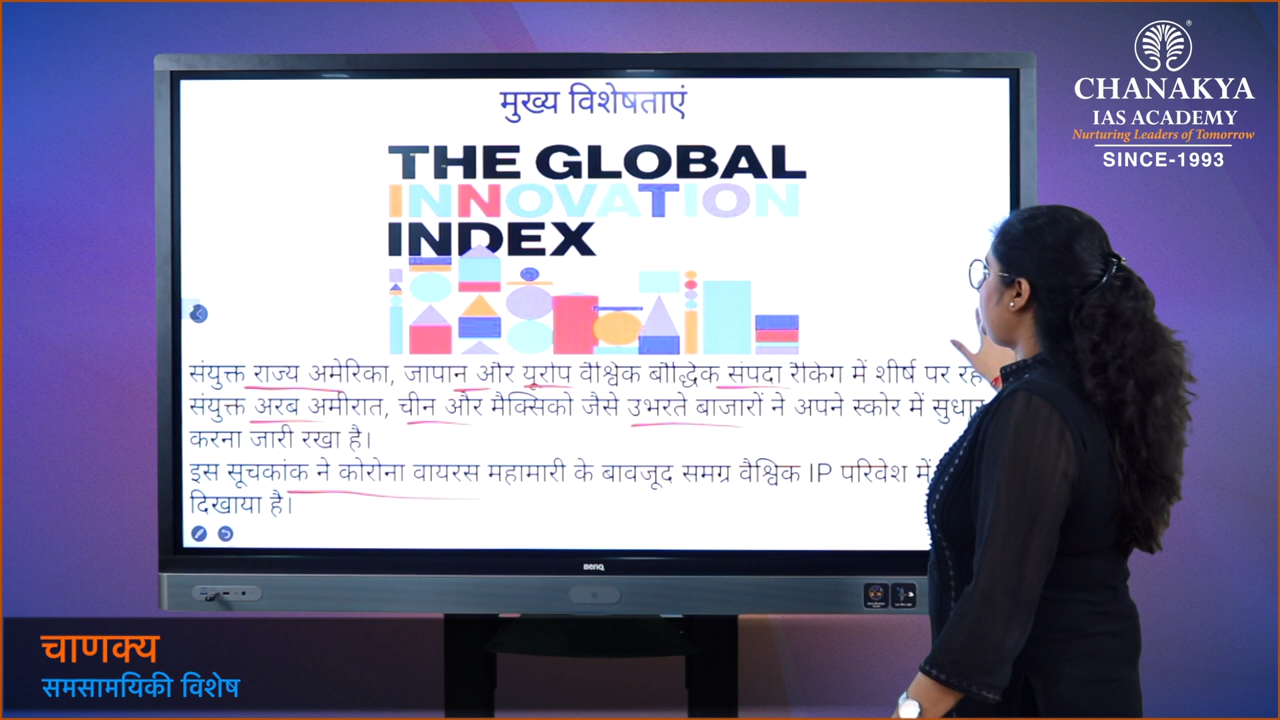 मुख्य विशेषताएं
THE GLOBAL
INNOVATION
INDEX
संयुक्त राज्य अमेरिका, जापान और यूरोप वैश्विक बौद्धिक संपदा रैंकिंग में शीर्ष पर रहे
संयुक्त अरब अमीरात, चीन और मैक्सिको जैसे उभरते बाजारों ने अपने स्कोर में सुधार
करना जारी रखा है।
इस सूचकांक ने कोरोना वायरस महामारी के बावजूद समग्र वैश्विक IP परिवेश में
दिखाया है।
BenQ
CHANAKYA
IAS ACADEMY
Nurturing Leaders of Tomorrow
SINCE-1993
चाणक्य
समसामयिकी विशेष